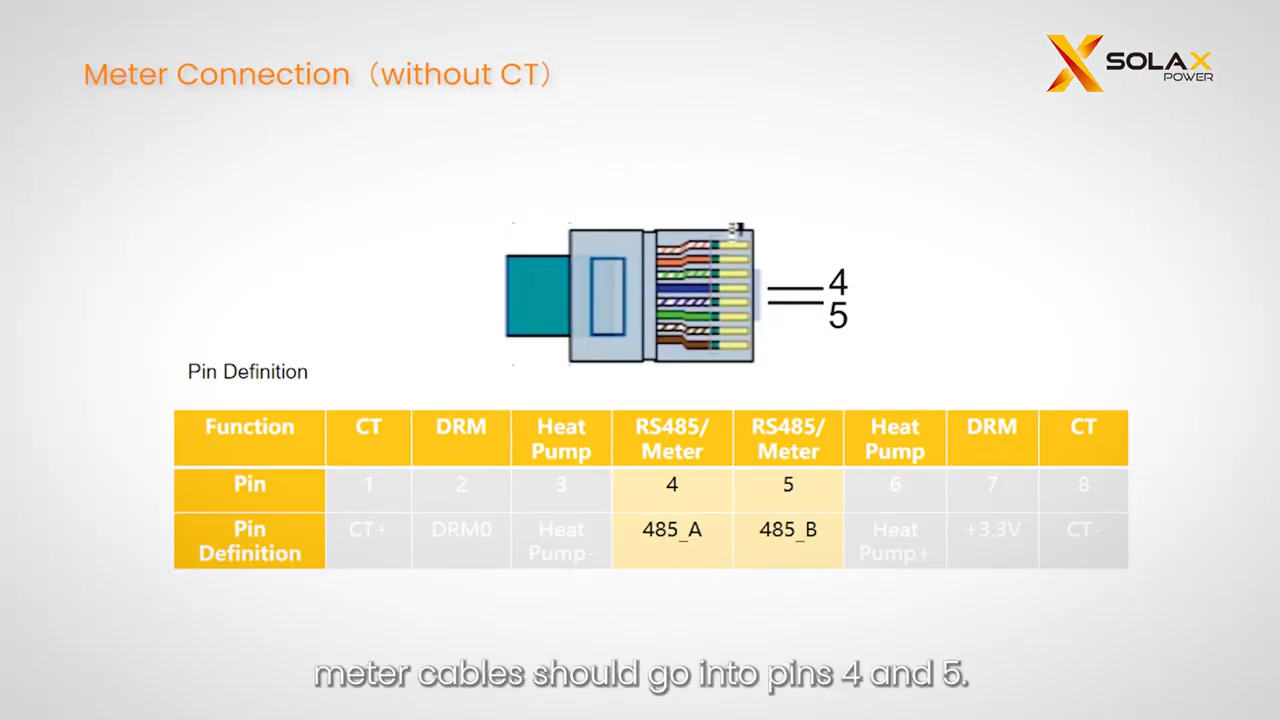 Meter Connection（without CT）
SOLAX
POWER
4
5
Pin Definition
Function CT DRM Heat Pump RS485/ Meter RS485/ Meter Heat Pump DRM CT
Pin 1 2 3 4 5 6 7 8
Pin Definition CT+ DRM0 Heat Pump- 485_A 485_B Heat Pump+ +3.3V CT-
meter cables should go into pins 4 and 5.